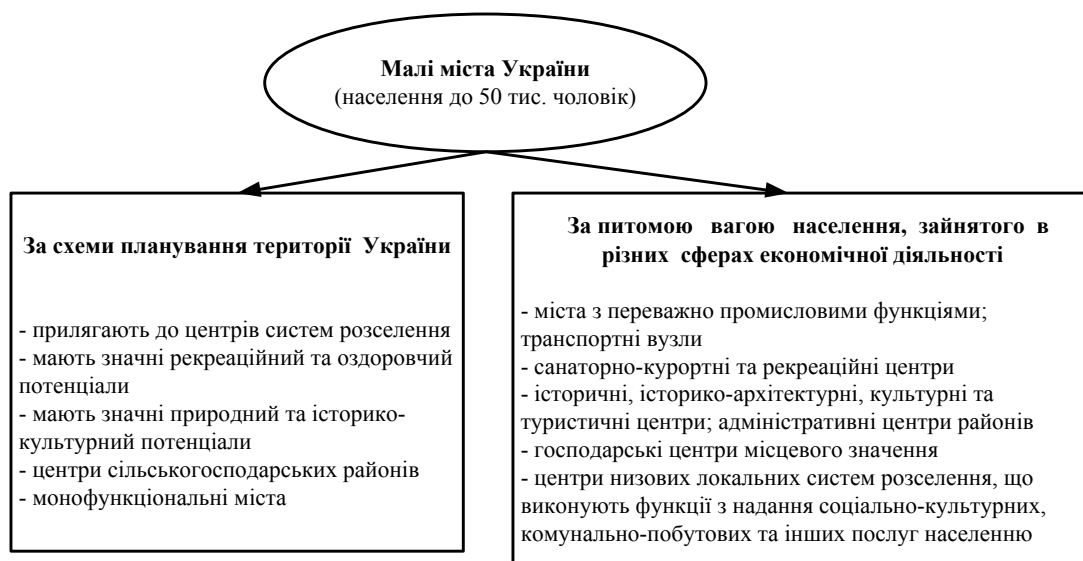 Малі міста України
(населення до 50 тис. чоловік)
За схеми планування території України
- прилягають до центрів систем розселення
- мають значні рекреаційний та оздоровчий
потенціали
- мають значні природний та історико-
культурний потенціали
- центри сільськогосподарських районів
- монофункціональні міста
За питомою вагою населення, зайнятого в
різних сферах економічної діяльності
- міста з переважно промисловими функціями;
транспортні вузли
- санаторно-курортні та рекреаційні центри
- історичні, історико-архітектурні, культурні та
туристичні центри; адміністративні центри районів
- господарські центри місцевого значення
- центри низових локальних систем розселення, що
виконують функції з надання соціально-культурних,
комунально-побутових та інших послуг населенню